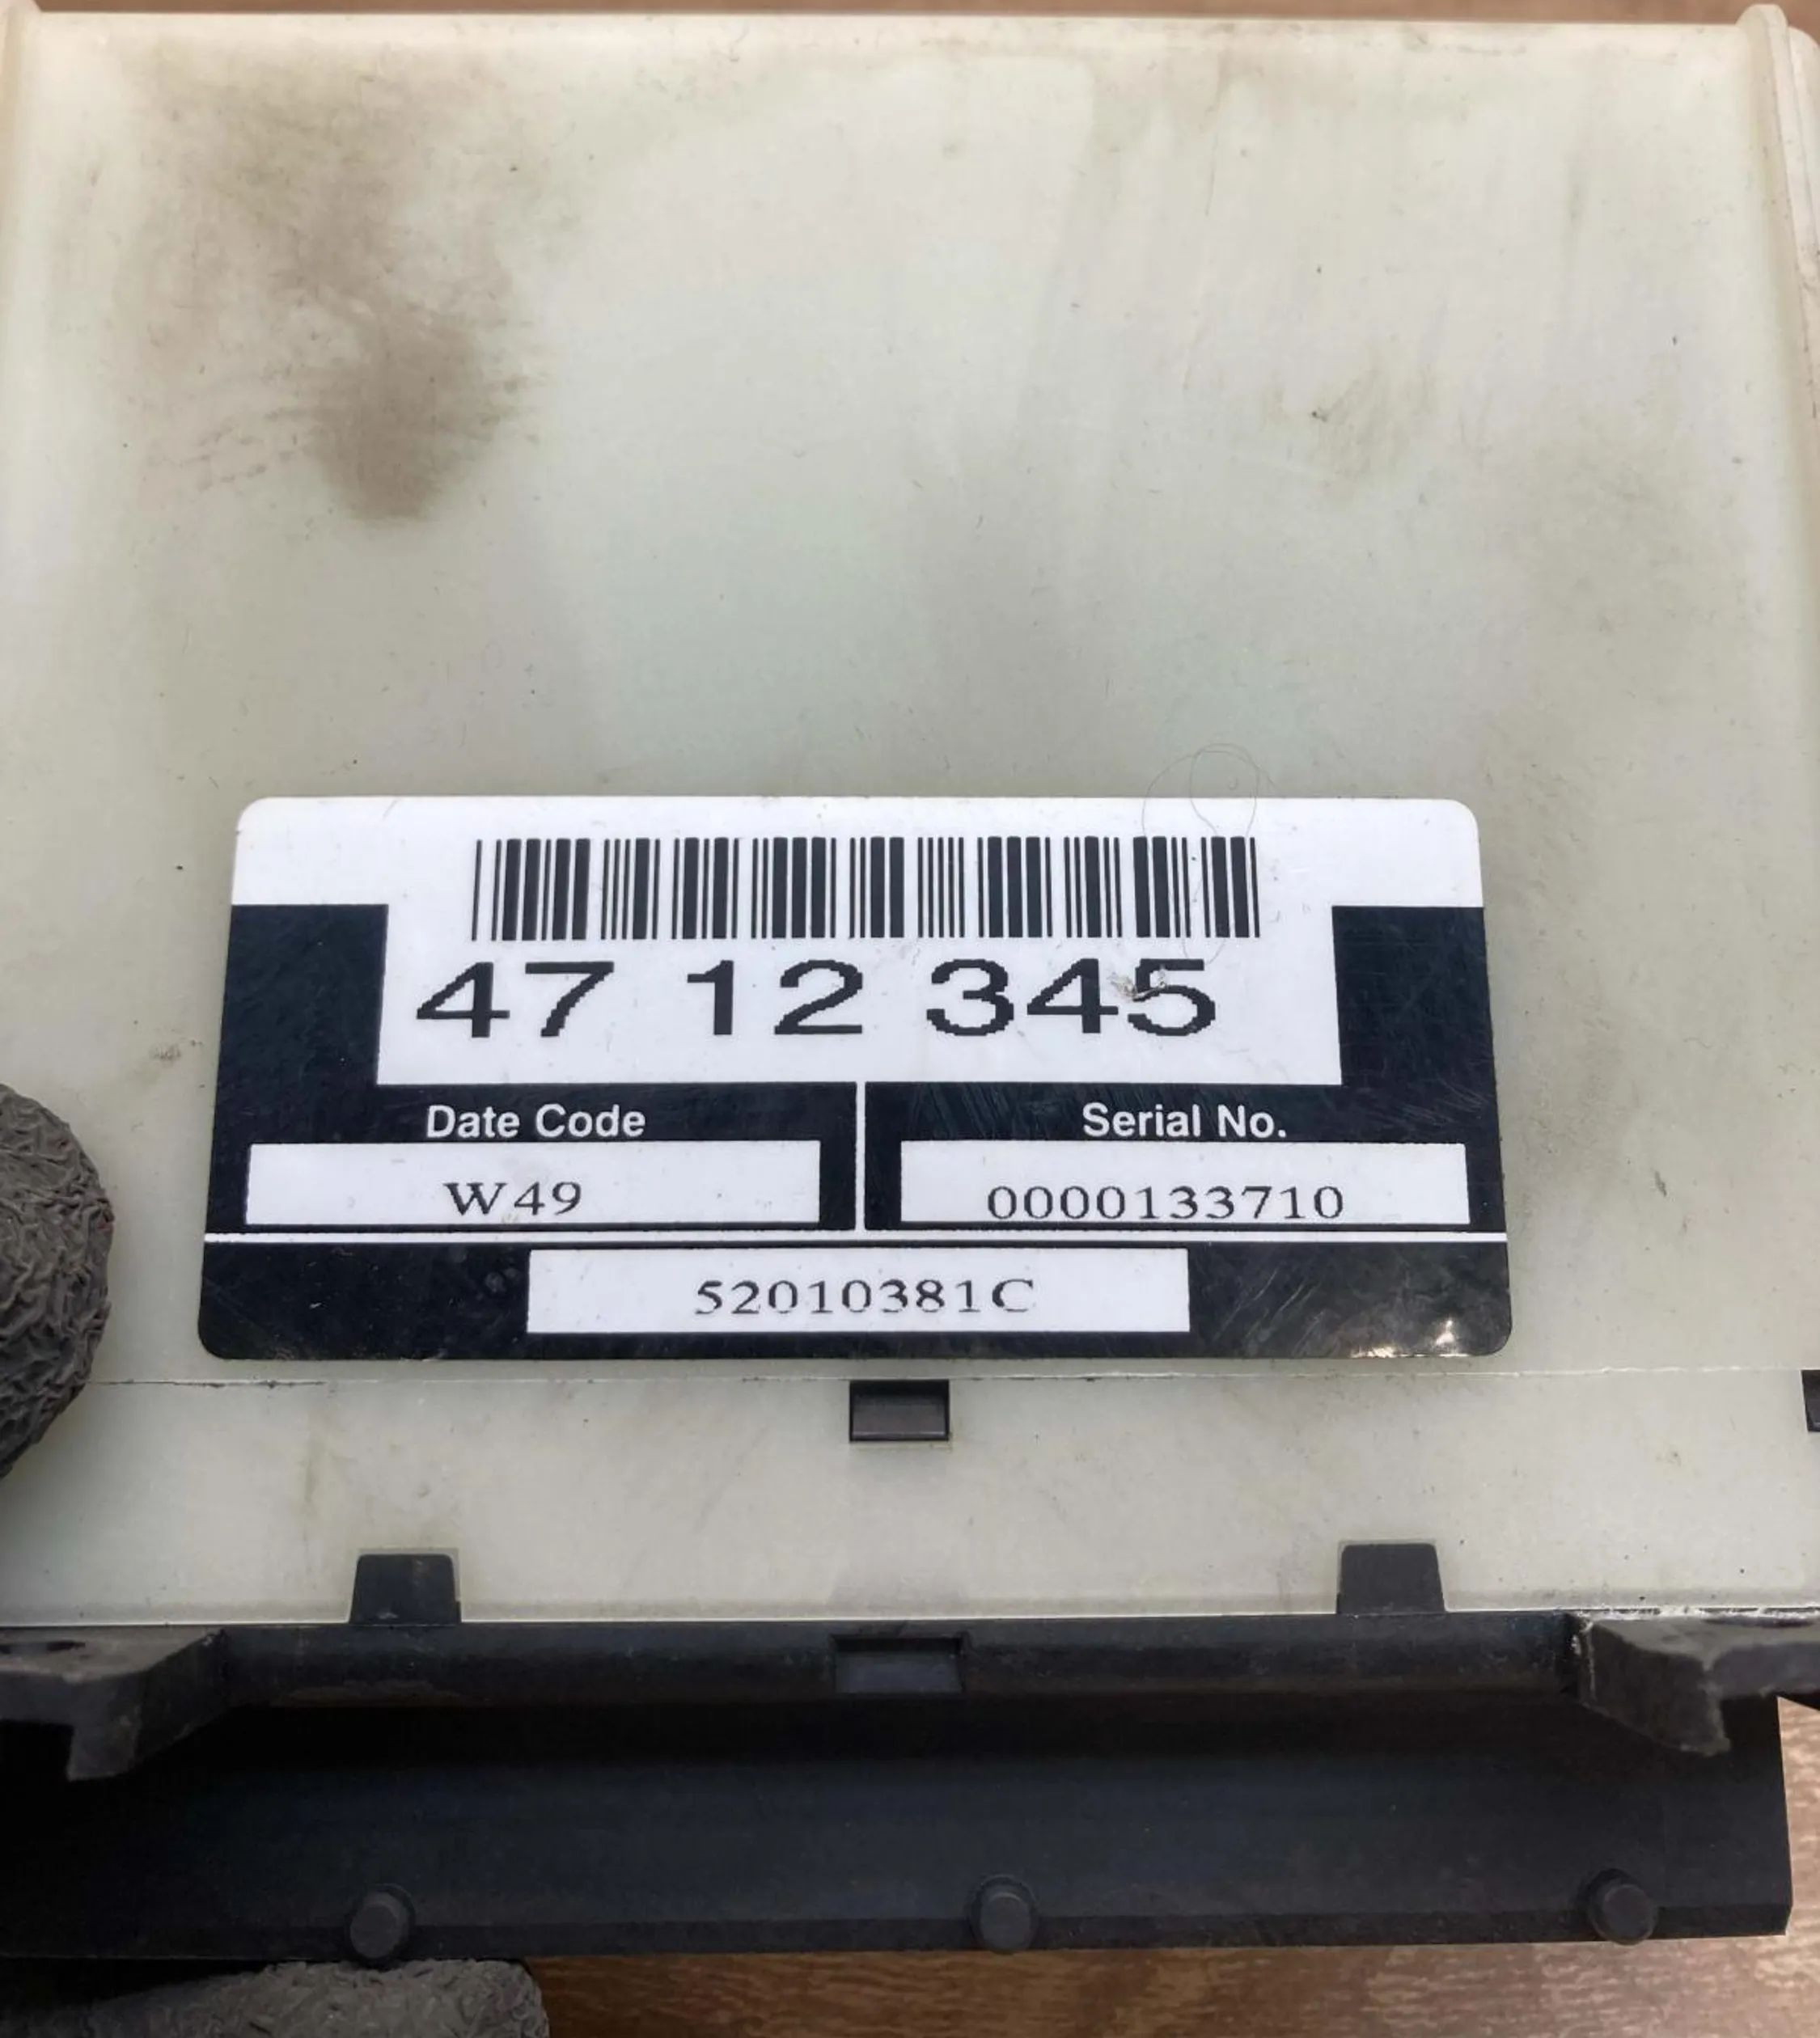 47 12 345
Date Code
Serial No.
W49
0000133710
52010381C